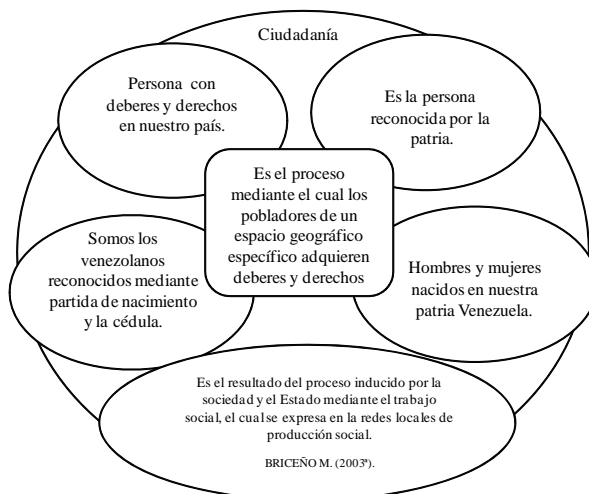 Ciudadanía
Persona con
deberes y derechos
en nuestro país.
Es la persona
reconocida por la
patria.
Es el proceso
mediante el cual los
pobladores de un
espacio geográfico
específico adquieren
deberes y derechos
Somos los
venezolanos
reconocidos mediante
partida de nacimiento
y la cédula.
Hombres y mujeres
nacidos en nuestra
patria Venezuela.
Es el resultado del proceso inducido por la
sociedad y el Estado mediante el trabajo
social, el cual se expresa en la redes locales de
producción social.
BRICEÑO M. (2003ª).